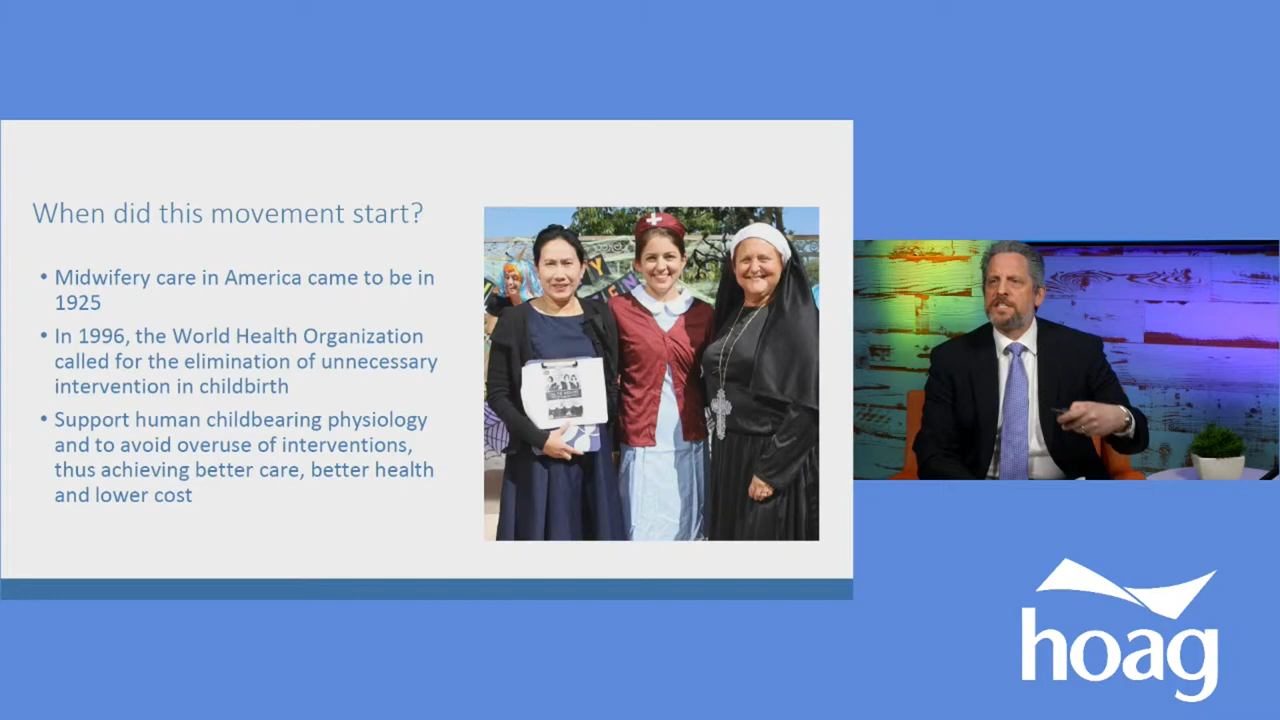 When did this movement start?
• Midwifery care in America came to be in
1925
• In 1996, the World Health Organization
called for the elimination of unnecessary
intervention in childbirth
• Support human childbearing physiology
and to avoid overuse of interventions,
thus achieving better care, better health
and lower cost
hoag